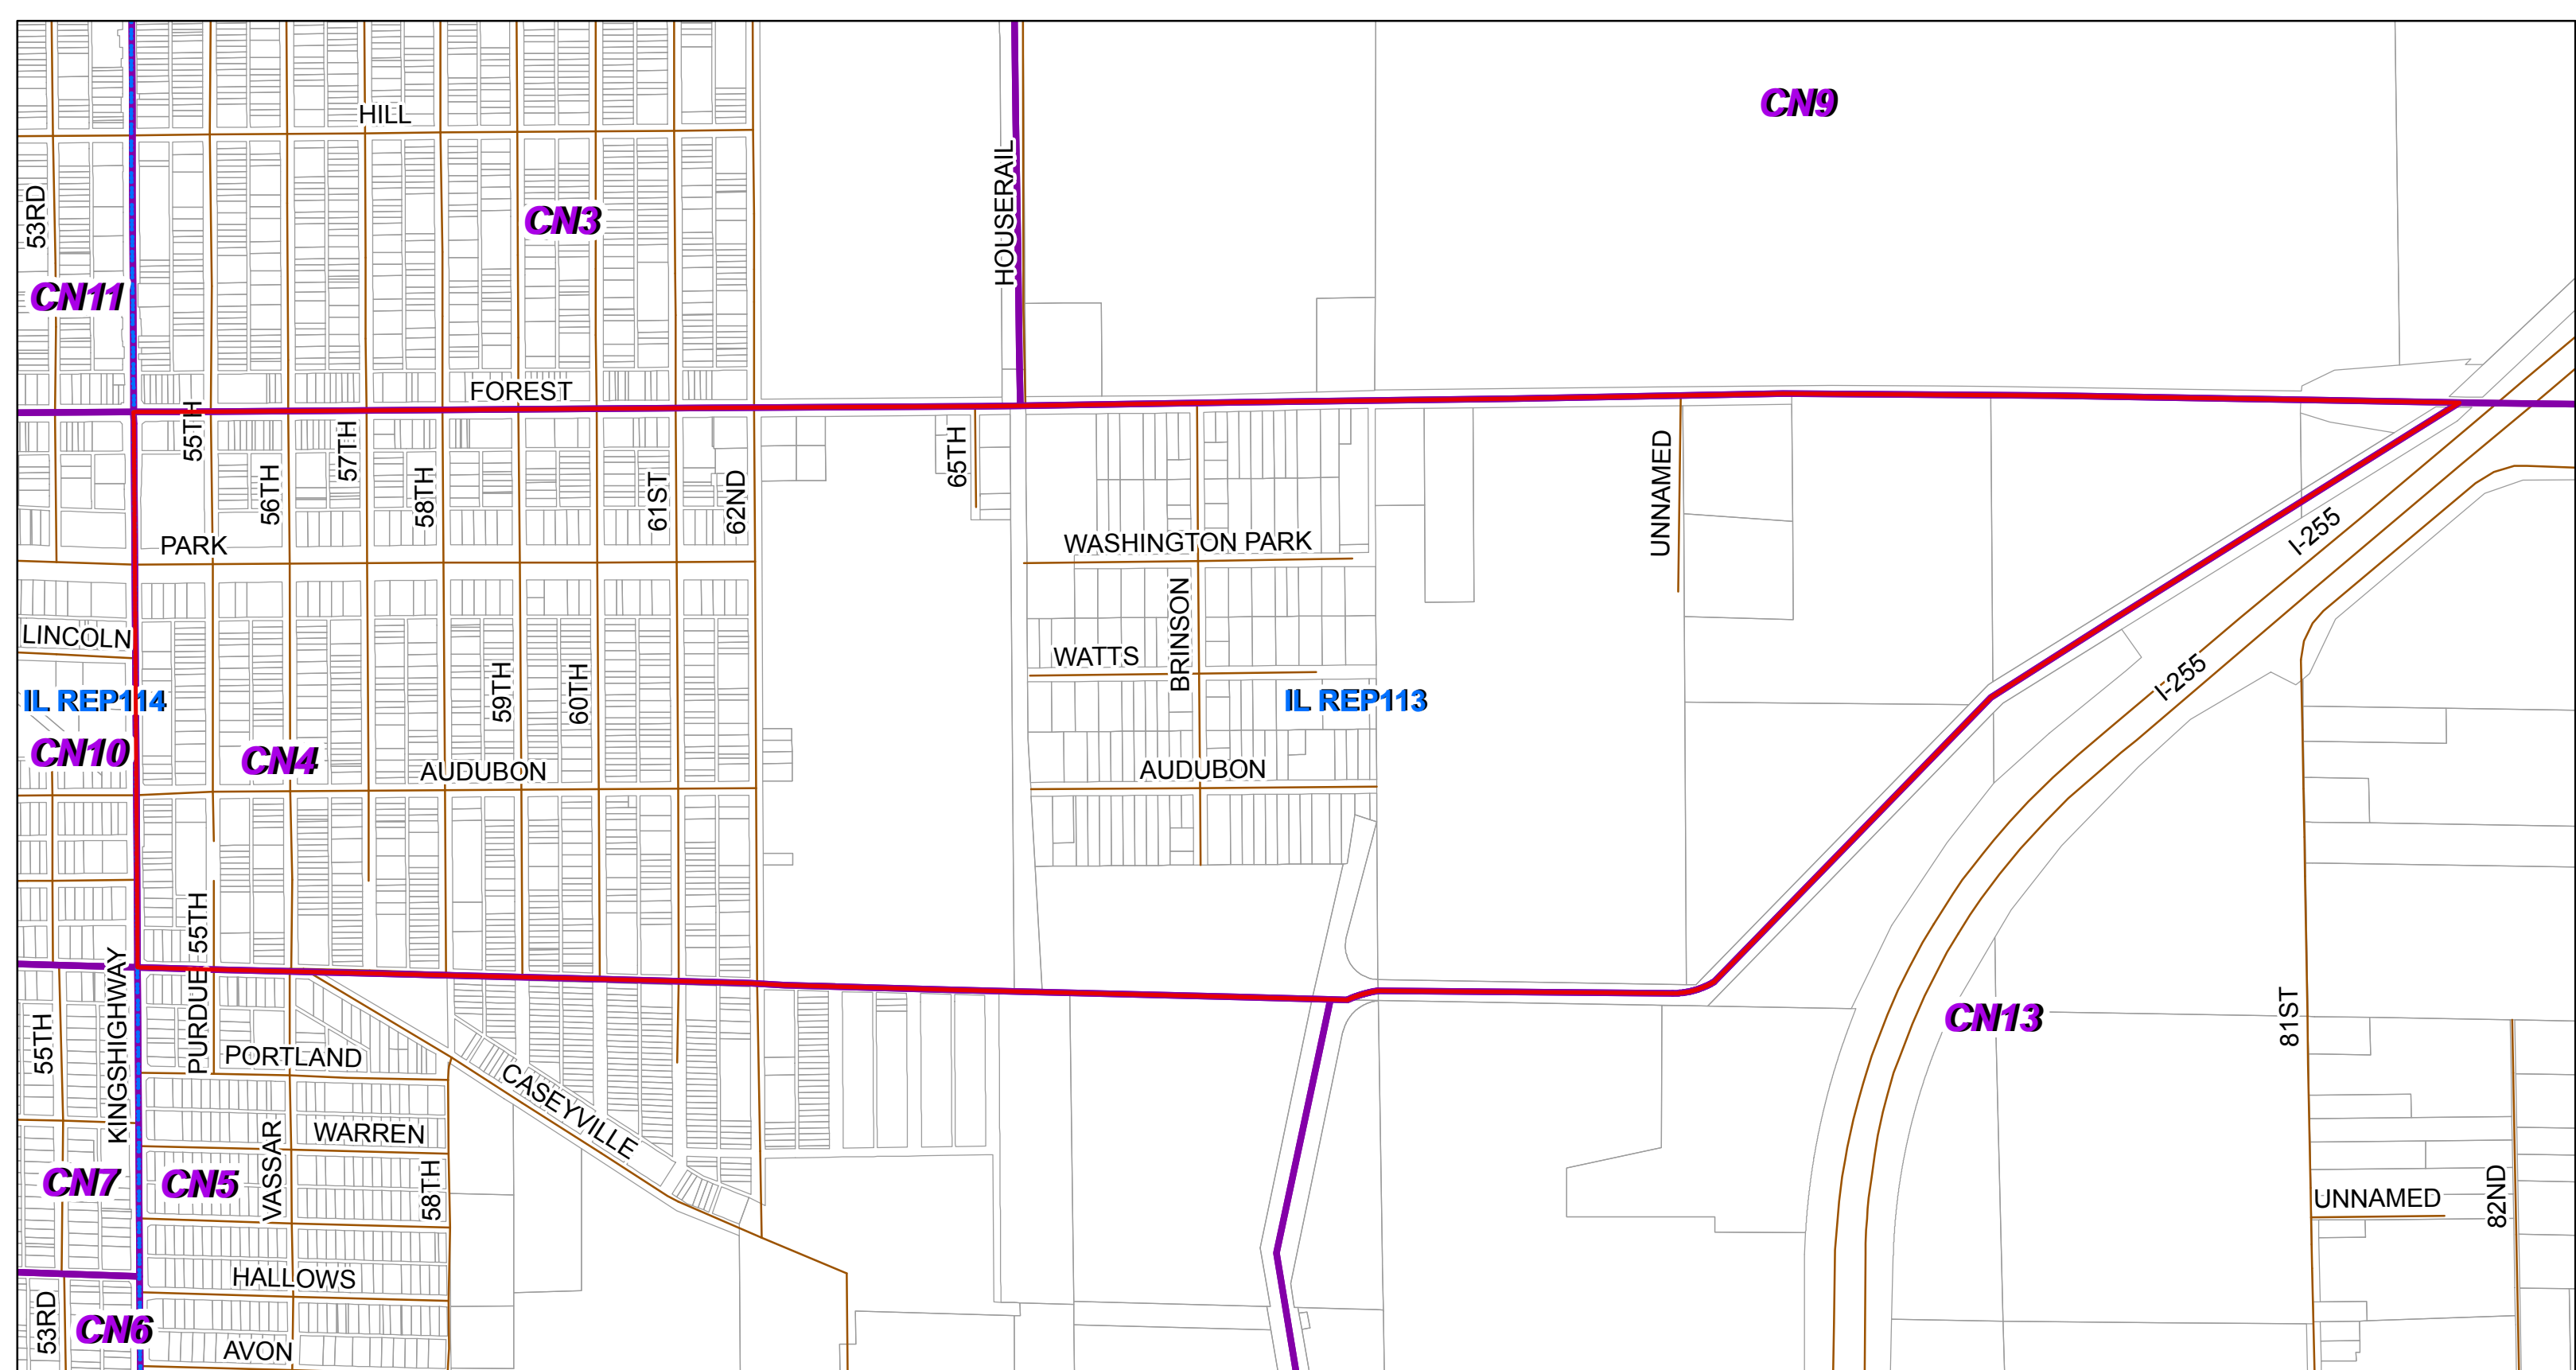 CN9
HILL
HOUSERAIL
53RD
CN3
CN11
FOREST
55TH
57TH
56TH
58TH
61ST
62ND
65TH
UNNAMED
I-255
PARK
WASHINGTON PARK
BRINSON
LINCOLN
WATTS
I-255
59TH
60TH
IL REP114
IL REP113
CN10
CN4
AUDUBON
AUDUBON
55TH
PURDUE
KINGSHIGHWAY
CN13
81ST
55TH
PORTLAND
CASEYVILLE
WARREN
VASSAR
58TH
CN7
CN5
UNNAMED
82ND
HALLOWS
53RD
CN6
AVON